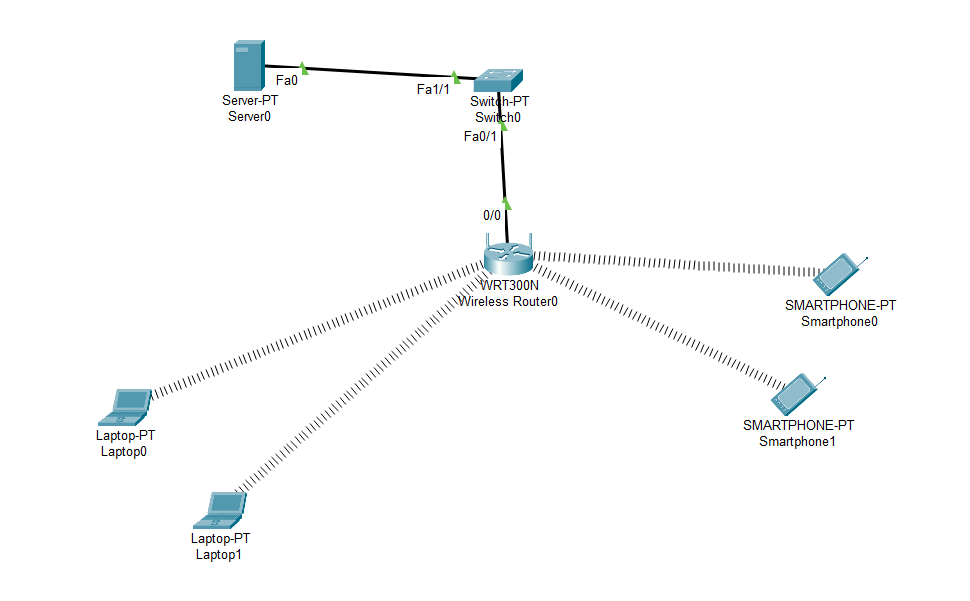 Fa0
Fa1/1
Server-PT
Server0
Switch-PT
Switch0
Fa0/1
0/0
WRT300N
Wireless Router0
SMARTPHONE-PT
Smartphone0
SMARTPHONE-PT
Smartphone1
Laptop-PT
Laptop0
Laptop-PT
Laptop1